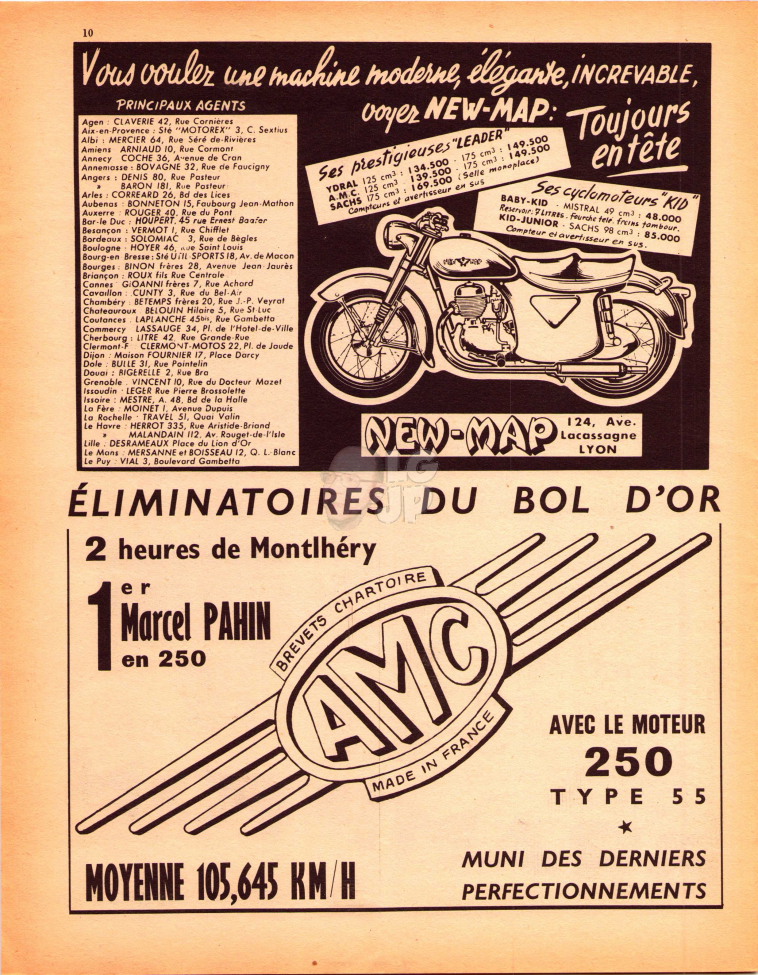 10
Vous voulez une machine moderne, élégante, INCREVABLE,
voyez NEW-MAP:
Toujours
en tête
PRINCIPAUX AGENTS
Agen : CLAVERIE 42, Rue Cornières
Aix-en-Provence : Sté "MOTOREX" 3, C. Sextius
Albi : MERCIER 64, Rue Séré de-Rivières
Amiens ARNIAUD 10, Rue Cormont
Annecy COCHE 36, Avenue de Cran
Annemasse : BOVAGNE 32, Rue de Faucigny
Angers : DENIS 80, Rue Pasteur
» BARON 181, Rue Pasteur
Arles : CORREARD 26, Bd des Lices
Aubenas : BONNETON 15, Faubourg Jean-Mathon
Auxerre : ROUGER 40, Rue du Pont
Bar-le Duc : HOUPERT, 45 rue Ernest
Besançon : VERMOT 1, Rue Chifflet
Bordeaux : SOLOMIAC 3, Rue de Bègles
Boulogne : HOYER 46, rue Saint Louis
Bourg-en Bresse : Sté UNIL SPORTS 18, Av. de Macon
Bourges : BINON frères 28, Avenue Jean Jaurès
Briançon : ROUX fils Rue Centrale
Cannes : GIOANNI frères 7, Rue Achard
Cavaillon : CUNTY 3, Rue du Bel-Air
Chambéry : BETEMPS frères 20, Rue J.-P. Veyrat
Chateauroux BELOUIN Hilaire 5, Rue St Luc
Coutances : LAPLANCHE 45bis, Rue Gambetta
Commercy LASSAUGE 34, Pl. de l'Hotel-de-Ville
Cherbourg : LITRE 42, Rue Grande-Rue
Clermont-F CLERMONT-MOTOS 22, Pl. de Jaude
Dijon : Maison FOURNIER 17, Place Darcy
Dole : BULLE 31, Rue Pointelin
Douai : RIGERELLE 2, Rue Bra
Grenoble . VINCENT 10, Rue du Docteur Mazet
Issoudin · LEGER Rue Pierre Brossolette
Issoire : MESTRE, A. 48, Bd de la Halle
La Fère : MOINET 1, Avenue Dupuis
La Rochelle · TRAVEL 51, Quai Valin
Le Havre : HERROT 335, Rue Aristide-Briand
» MALANDAIN 112, Av. Rouget-de-l'Isle
Lille : DESRAMEAUX Place du Lion d'Or
Le Mans : MERSANNE et BOISSEAU 12, Q. L. Blanc
Le Puy : VIAL 3, Boulevard Gambetta
Ses prestigieuses "LEADER"
YDRAL 125 cm3 : 134.500 - 175 cm3 : 149.500
A.M.C. 125 cm3 : 139.500 - 175 cm3 : 149.500
SACHS 175 cm3 : 169.500 (Selle monoplace)
Compteurs et avertisseur en sus
Ses cyclomoteurs "KID"
BABY-KID - MISTRAL 49 cm3 : 48.000
Réservoir: 9 LITRES. Fourche telé. freins tambour.
KID-JUNIOR - SACHS 98 cm3 : 85.000
Compteur et avertisseur en sus.
NEW MAP
NEW-MAP
124, Ave.
Lacassagne
LYON
LG
UP
ÉLIMINATOIRES DU BOL D'OR
2 heures de Montlhéry
1er
Marcel PAHIN
en 250
BREVETS CHARTOIRE
AMC
MADE IN FRANCE
AVEC LE MOTEUR
250
TYPE 55
★
MUNI DES DERNIERS
PERFECTIONNEMENTS
MOYENNE 105,645 KM/H